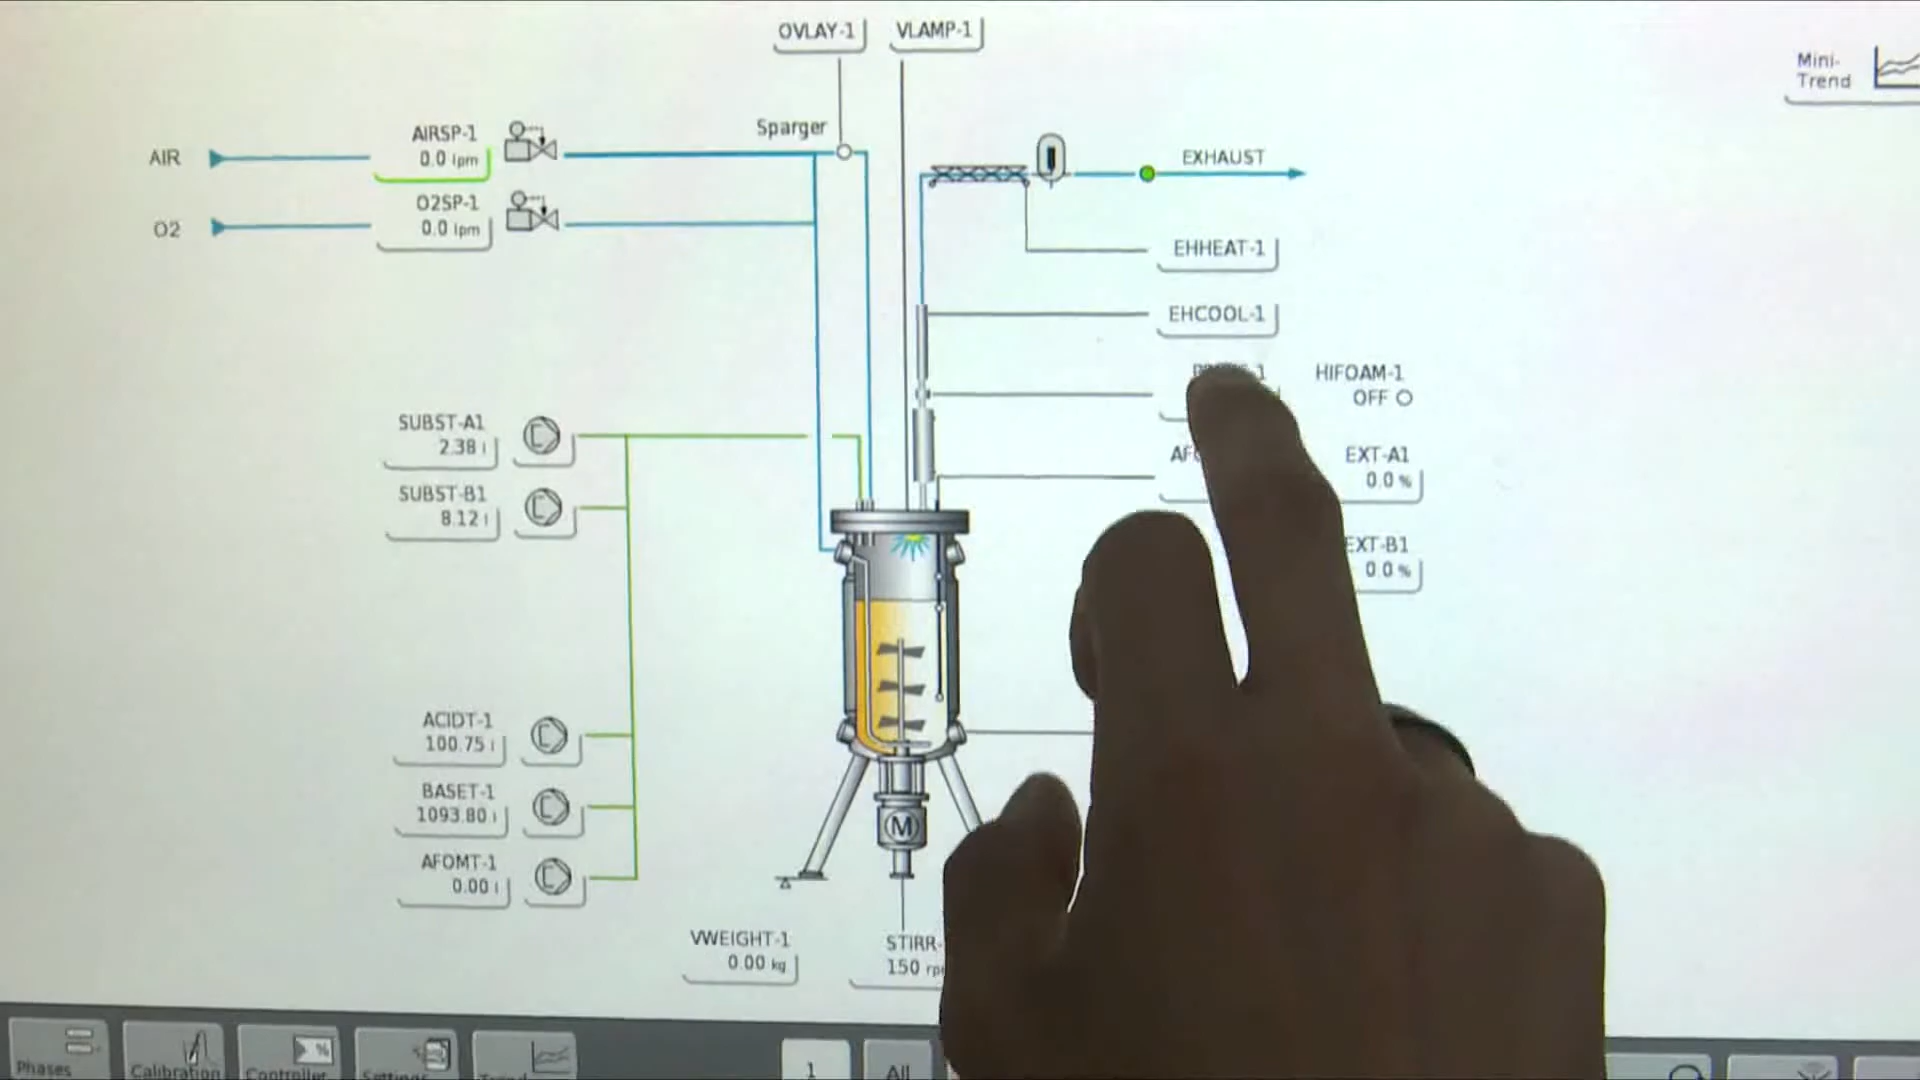 OVLAY-1
VLAMP-1
Mini-
Trend
Sparger
AIR
AIRSP-1
0.0 lpm
EXHAUST
O2
O2SP-1
0.0 lpm
EHHEAT-1
EHCOOL-1
HIFOAM-1
OFF
SUBST-A1
2.38 l
EXT-A1
0.0 %
SUBST-B1
8.12 l
EXT-B1
0.0 %
ACIDT-1
100.75 l
BASET-1
1093.80 l
M
AFOMT-1
0.00 l
VWEIGHT-1
0.00 kg
STIRR-
150
Phases
Calibration
Controller
Settings
Trend
1
All